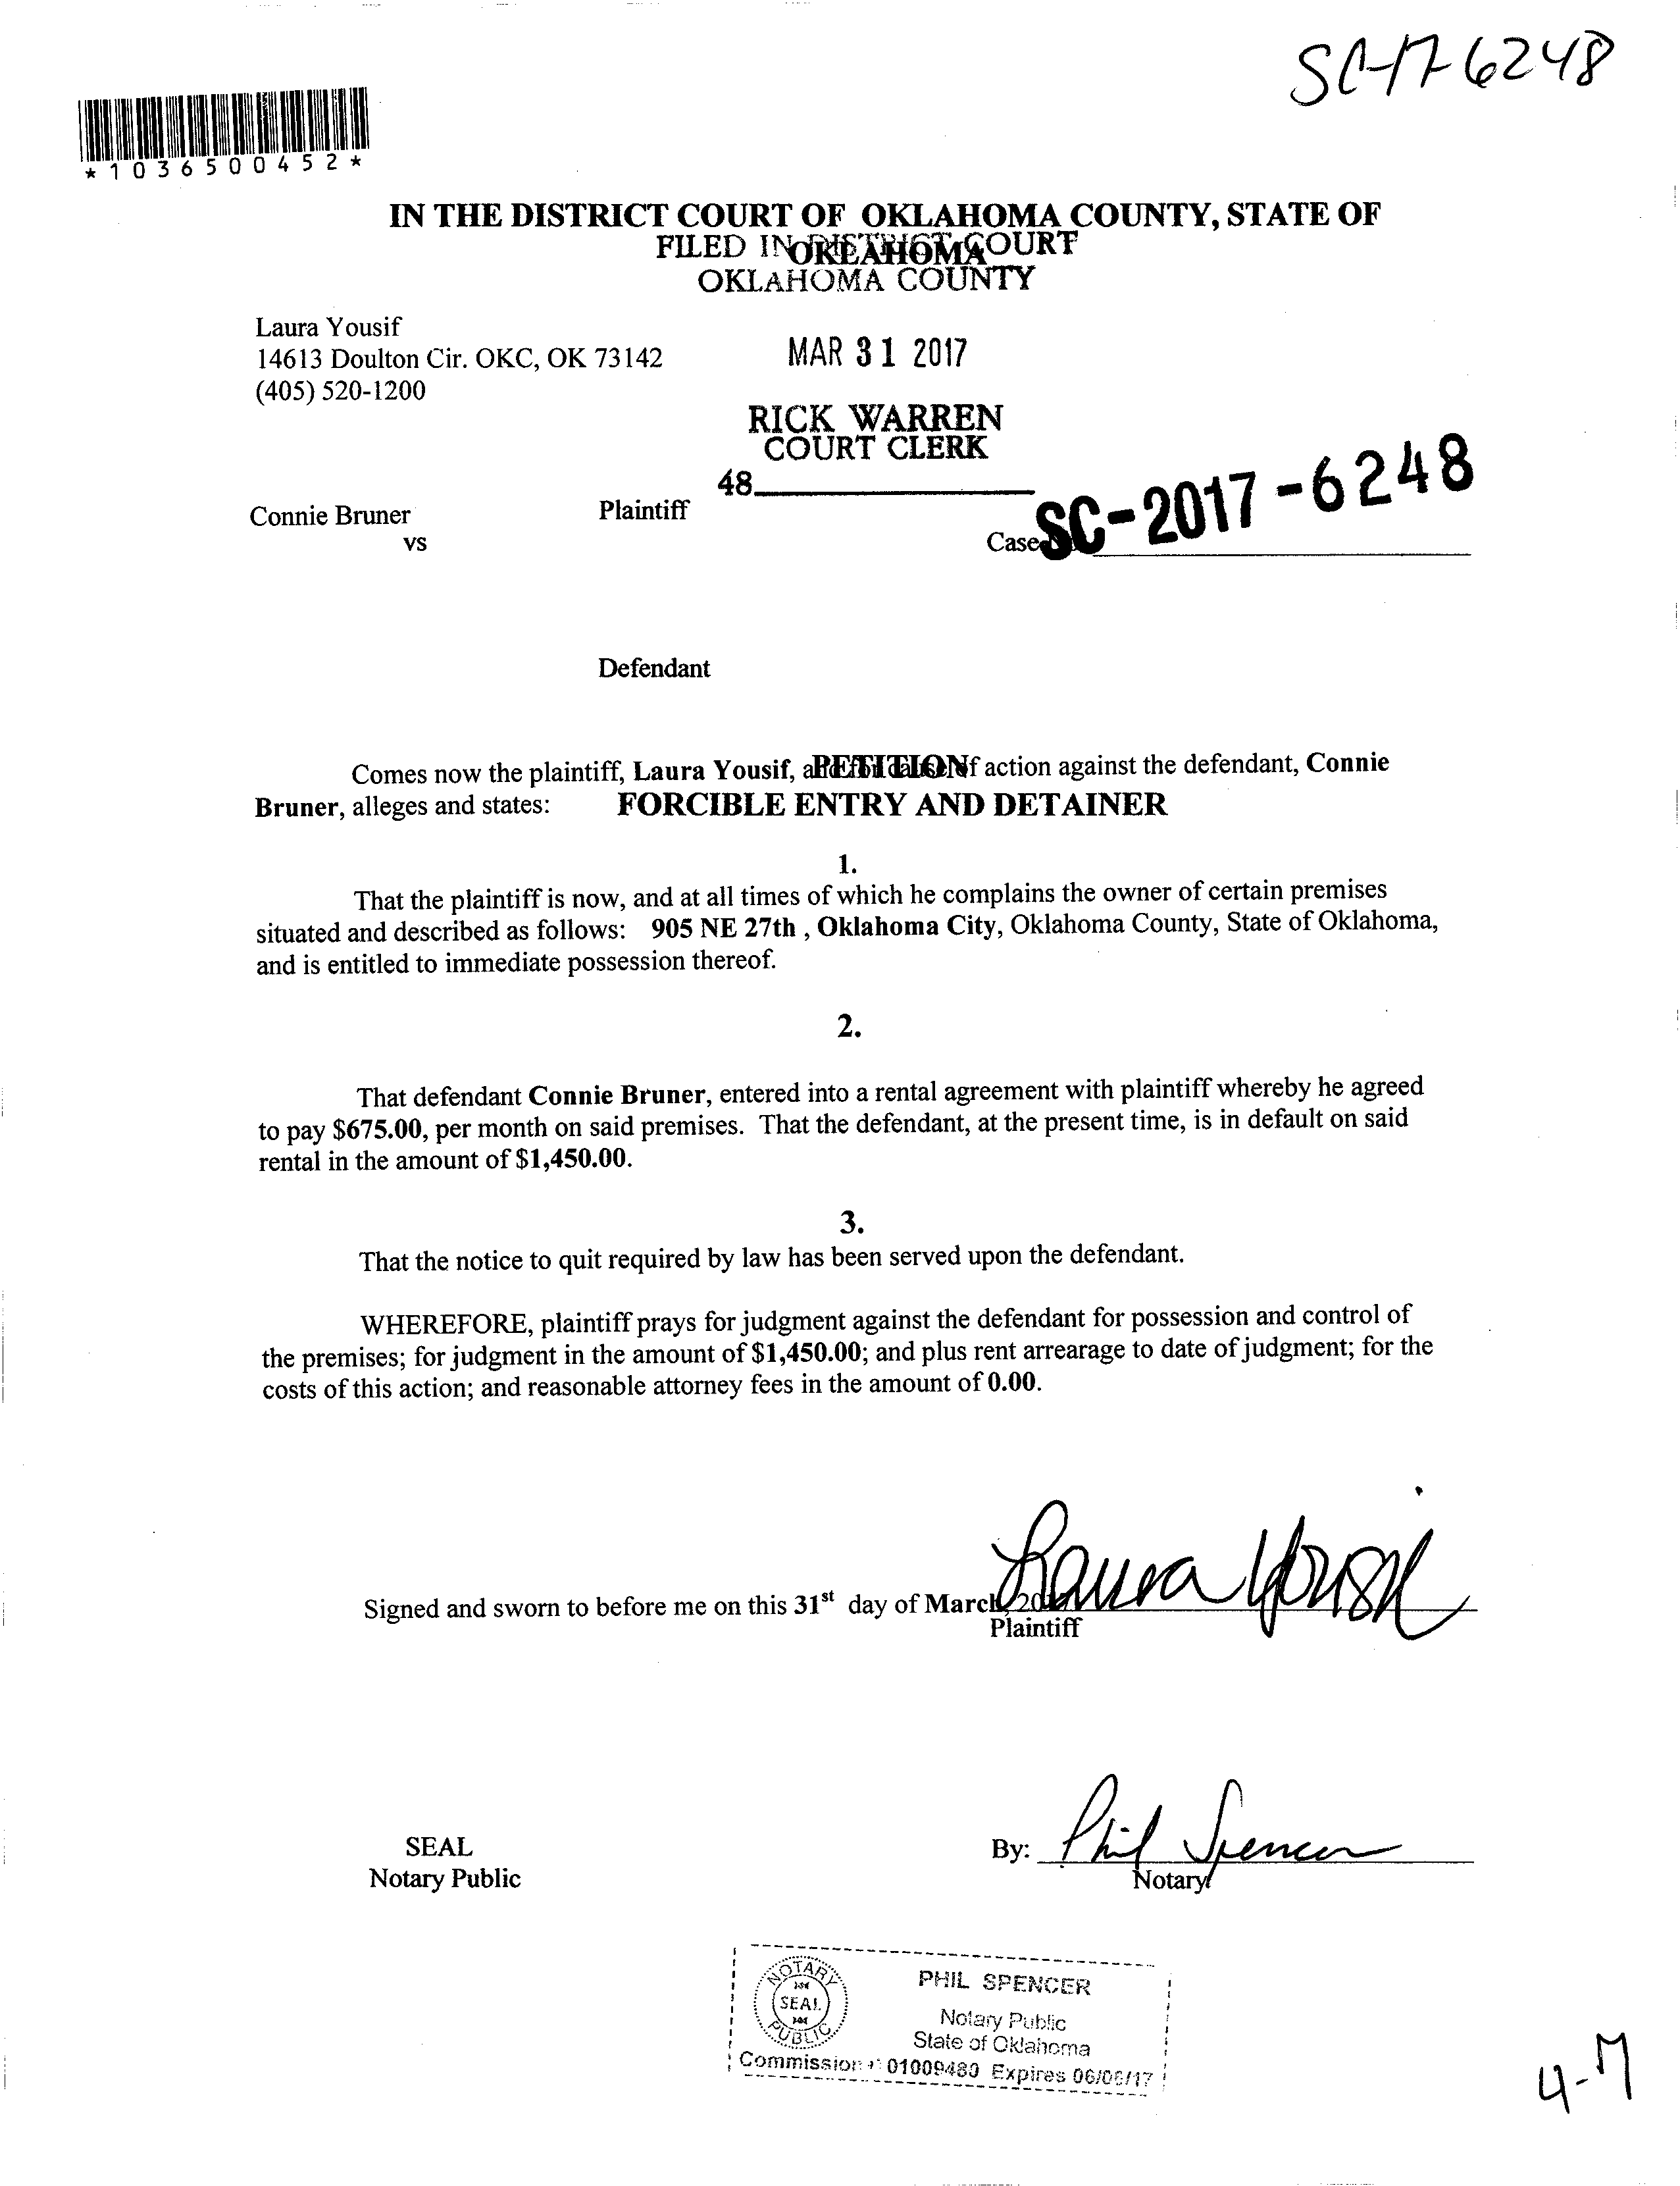 SC-17-6248
*1036500452*
IN THE DISTRICT COURT OF OKLAHOMA COUNTY, STATE OF
OKLAHOMA
FILED IN DISTRICT COURT
OKLAHOMA COUNTY
Laura Yousif
14613 Doulton Cir. OKC, OK 73142
(405) 520-1200
MAR 31 2017
RICK WARREN
COURT CLERK
48
Connie Bruner
Plaintiff
vs
Case
SC-2017-6248
Defendant
PETITION
Comes now the plaintiff, Laura Yousif, and for cause of action against the defendant, Connie
Bruner, alleges and states:
FORCIBLE ENTRY AND DETAINER
1.
That the plaintiff is now, and at all times of which he complains the owner of certain premises
situated and described as follows: 905 NE 27th , Oklahoma City, Oklahoma County, State of Oklahoma,
and is entitled to immediate possession thereof.
2.
That defendant Connie Bruner, entered into a rental agreement with plaintiff whereby he agreed
to pay $675.00, per month on said premises. That the defendant, at the present time, is in default on said
rental in the amount of $1,450.00.
3.
That the notice to quit required by law has been served upon the defendant.
WHEREFORE, plaintiff prays for judgment against the defendant for possession and control of
the premises; for judgment in the amount of $1,450.00; and plus rent arrearage to date of judgment; for the
costs of this action; and reasonable attorney fees in the amount of 0.00.
Laura Yousif
Signed and sworn to before me on this 31st day of March,
Plaintiff
SEAL
Notary Public
By: Phil Spencer
Notary
NOTARY
SEAL
PUBLIC
PHIL SPENCER
Notary Public
State of Oklahoma
Commission # 01009480 Expires 06/06/17
4-17